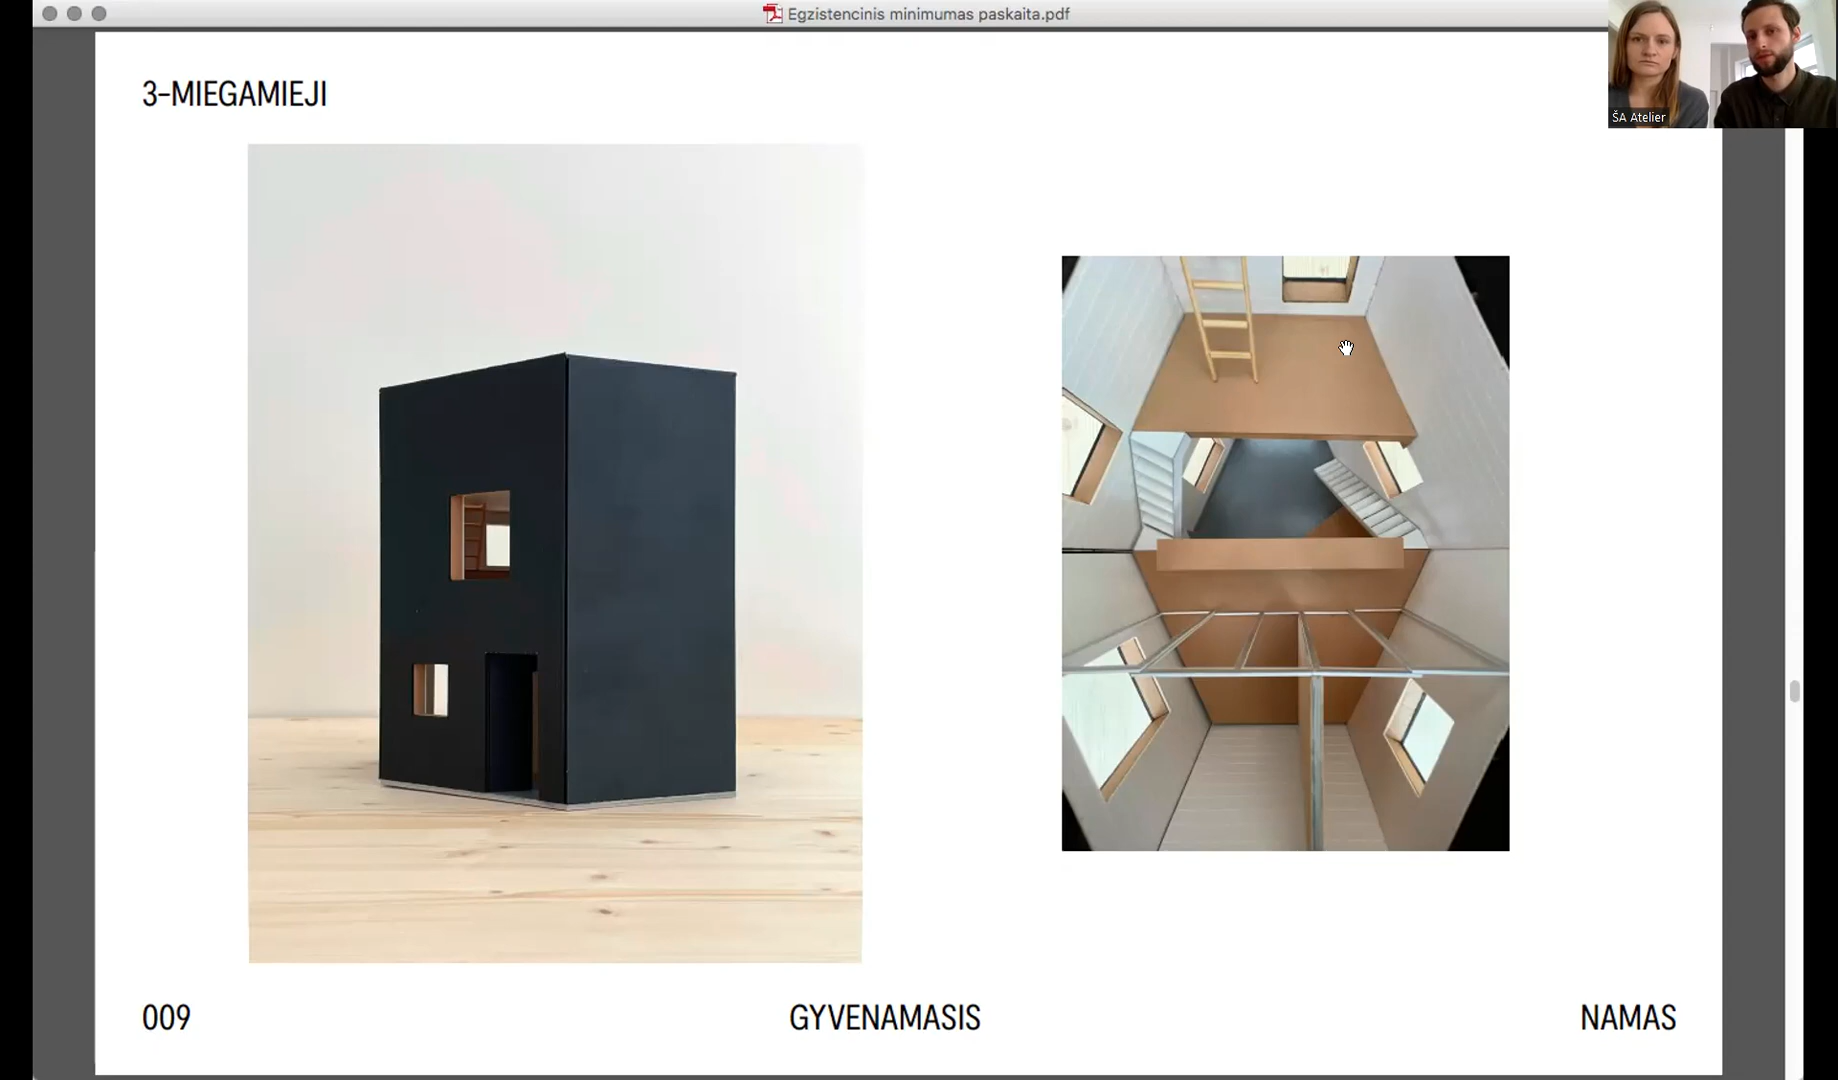 Egzistencinis minimumas paskaita.pdf
ŠA Atelier
3-MIEGAMIEJI
009
GYVENAMASIS
NAMAS